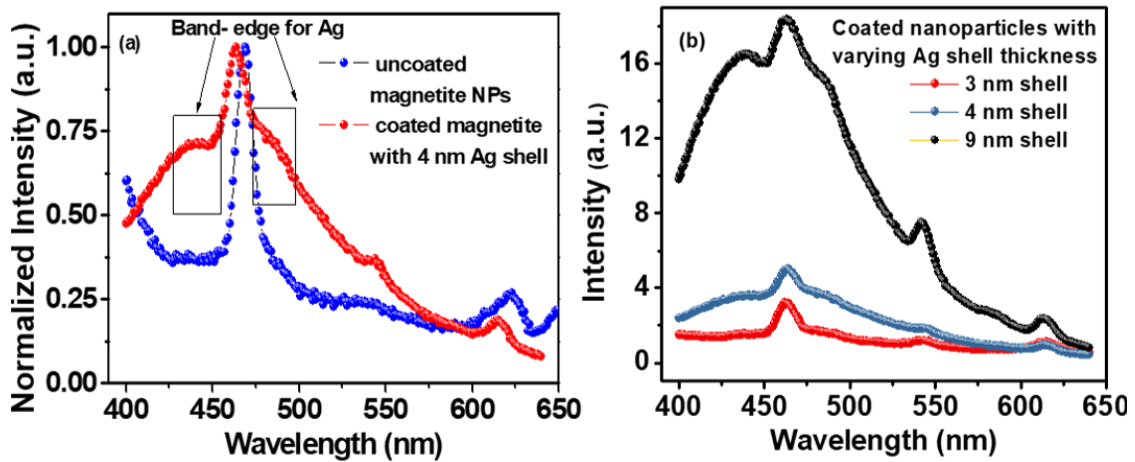 (a)
Band- edge for Ag
uncoated
magnetite NPs
coated magnetite
with 4 nm Ag shell
Normalized Intensity (a.u.)
1.00
0.75
0.50
0.25
0.00
400 450 500 550 600 650
Wavelength (nm)
(b)
Coated nanoparticles with
varying Ag shell thickness
3 nm shell
4 nm shell
9 nm shell
Intensity (a.u.)
16
12
8
4
0
400 450 500 550 600 650
Wavelength (nm)